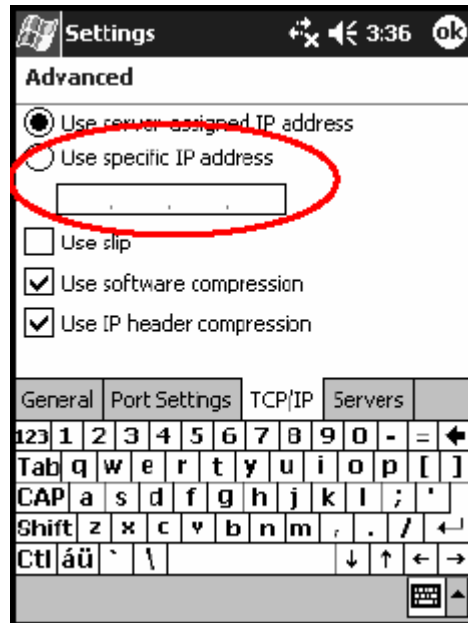 Settings 3:36 ok
Advanced
Use server-assigned IP address
Use specific IP address
. . .
Use slip
Use software compression
Use IP header compression
General Port Settings TCP/IP Servers
123 1 2 3 4 5 6 7 8 9 0 - = 
Tab q w e r t y u i o p [ ]
CAP a s d f g h j k l ; '
Shift z x c v b n m , . /
Ctl áü ` \ ↓ ↑ ← →